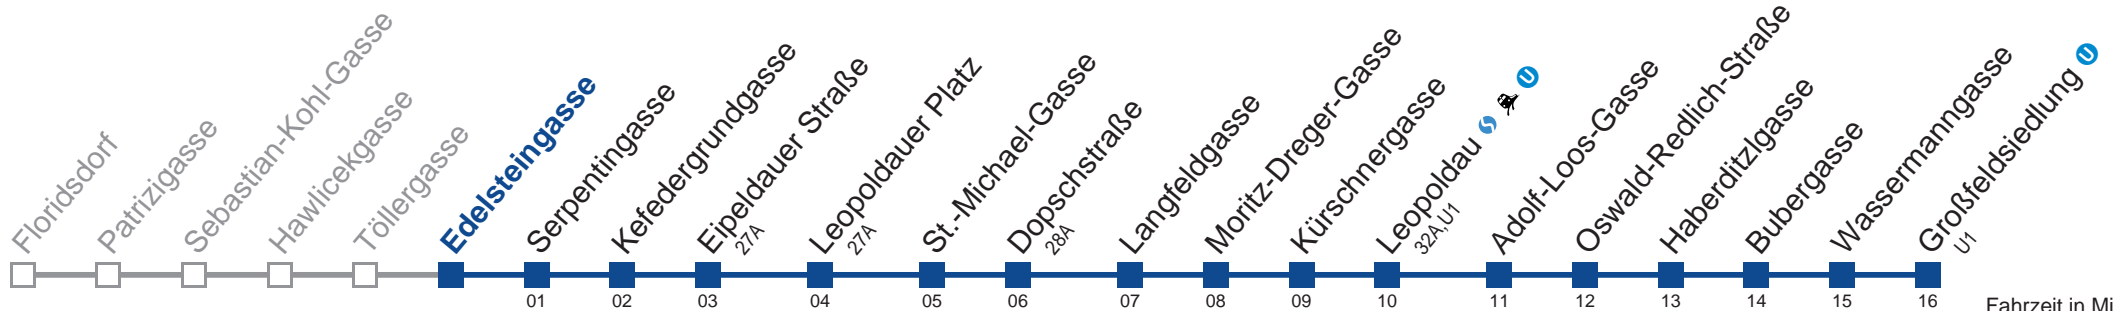 Floridsdorf
Patrizigasse
Sebastian-Kohl-Gasse
Hawlicekgasse
Töllergasse
Edelsteingasse
Serpentingasse
Kefedergrundgasse
Eipeldauer Straße
27A
Leopoldauer Platz
27A
St.-Michael-Gasse
Dopschstraße
28A
Langfeldgasse
Moritz-Dreger-Gasse
Kürschnergasse
Leopoldau S U
32A,U1
Adolf-Loos-Gasse
Oswald-Redlich-Straße
Haberditzlgasse
Bubergasse
Wassermanngasse
Großfeldsiedlung U
U1
01 02 03 04 05 06 07 08 09 10 11 12 13 14 15 16
Fahrzeit in Mi